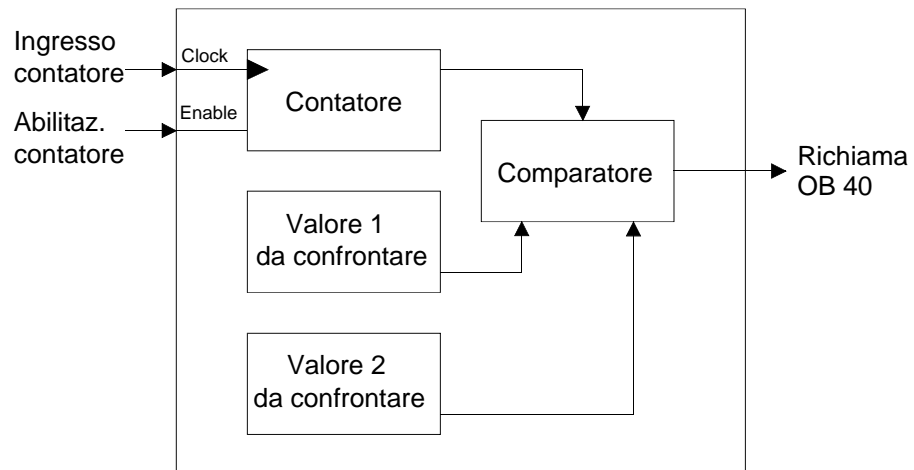 Ingresso
contatore
Clock
Contatore
Enable
Abilitaz.
contatore
Comparatore
Richiama
OB 40
Valore 1
da confrontare
Valore 2
da confrontare